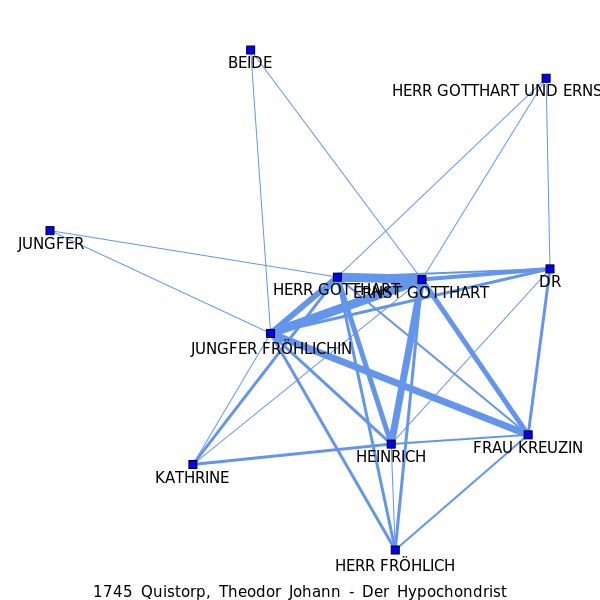 BEIDE
HERR GOTTHART UND ERNS
JUNGFER
DR
HERR GOTTHART
ERNST GOTTHART
JUNGFER FRÖHLICHIN
FRAU KREUZIN
HEINRICH
KATHRINE
HERR FRÖHLICH
1745 Quistorp, Theodor Johann - Der Hypochondrist